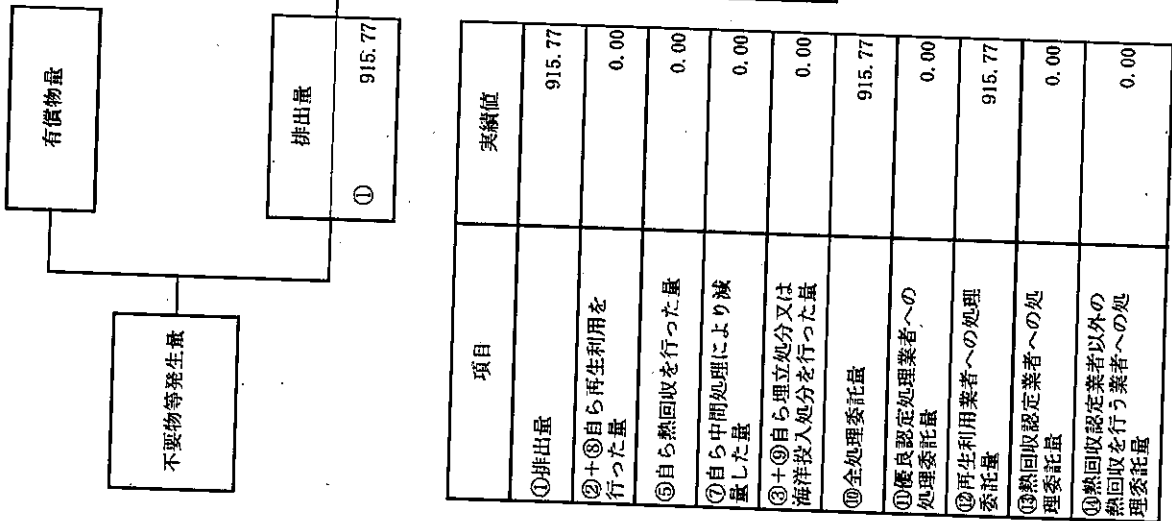 有償物量
不要物等発生量
排出量
① 915.77
項目 実績値
①排出量 915.77
②+⑧自ら再生利用を
行った量 0.00
⑤自ら熱回収を行った量 0.00
⑦自ら中間処理により減
量した量 0.00
③+⑨自ら埋立処分又は
海洋投入処分を行った量 0.00
⑩全処理委託量 915.77
⑪優良認定処理業者への
処理委託量 0.00
⑫再生利用業者への処理
委託量 915.77
⑬熱回収認定業者への処
理委託量 0.00
⑭熱回収認定業者以外の
熱回収を行う業者への処
理委託量 0.00